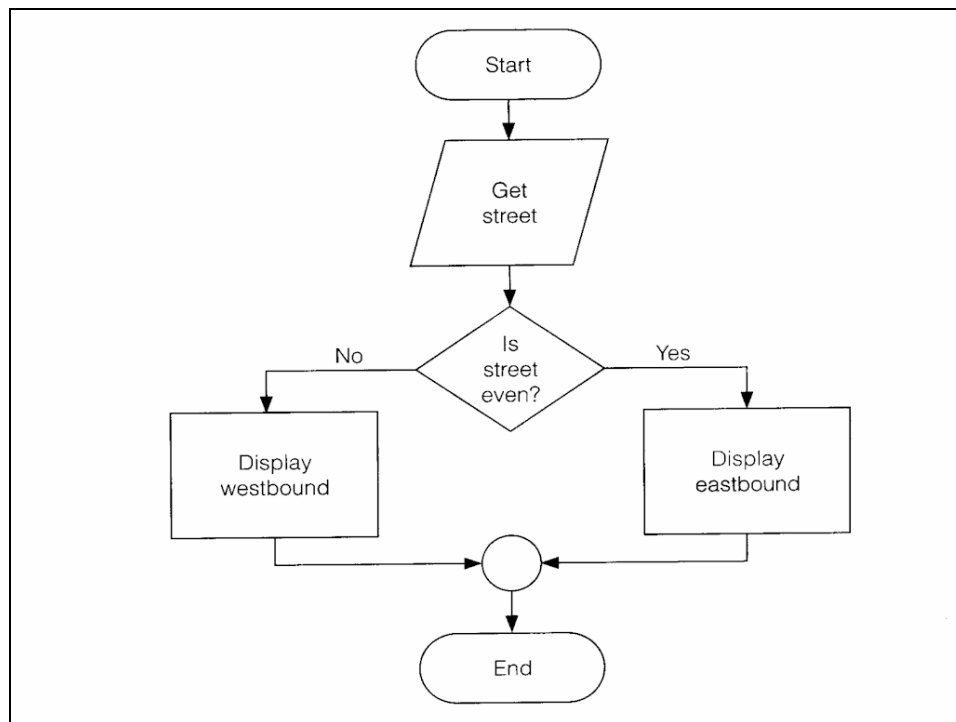 Start
Get
street
Is
street
even?
No
Yes
Display
westbound
Display
eastbound
End